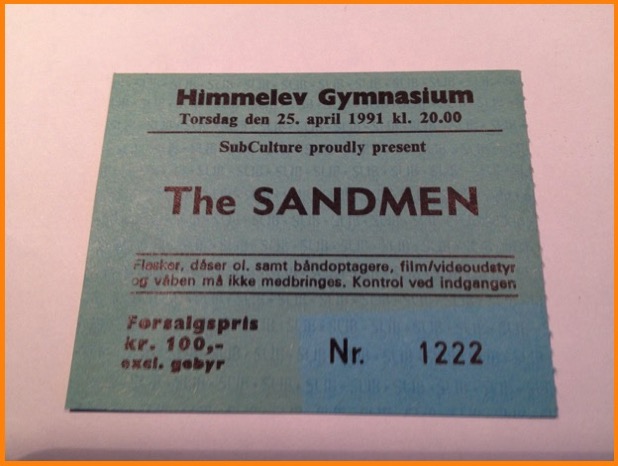 Himmelev Gymnasium
Torsdag den 25. april 1991 kl. 20.00
SubCulture proudly present
The SANDMEN
Flasker, dåser ol. samt båndoptagere, film/videoudstyr
og våben må ikke medbringes. Kontrol ved indgangen
Forsalgspris
kr. 100,-
excl. gebyr
Nr. 1222